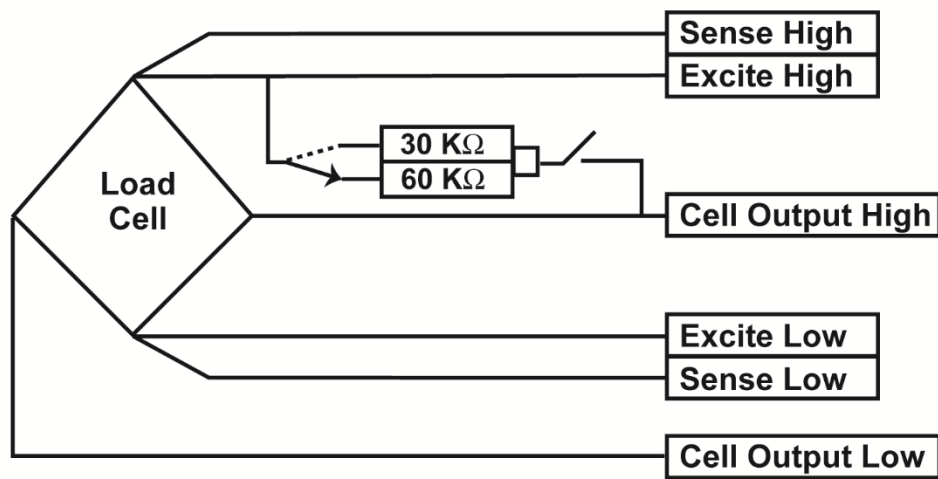 Sense High
Excite High
30 KΩ
60 KΩ
Load
Cell
Cell Output High
Excite Low
Sense Low
Cell Output Low